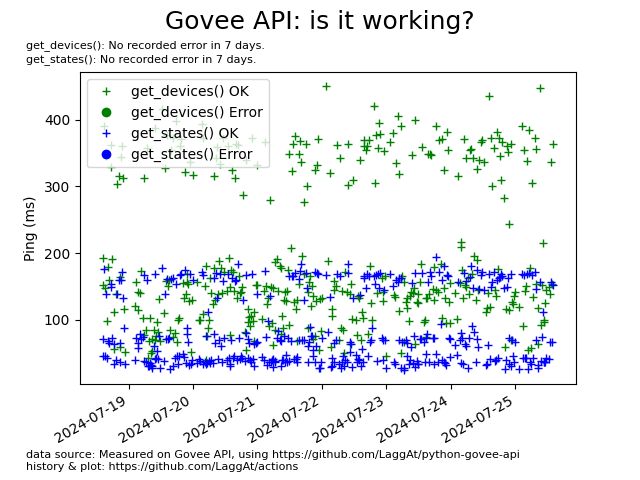 Govee API: is it working?
get_devices(): No recorded error in 7 days.
get_states(): No recorded error in 7 days.
get_devices() OK
get_devices() Error
get_states() OK
get_states() Error
Ping (ms)
400
300
200
100
2024-07-19
2024-07-20
2024-07-21
2024-07-22
2024-07-23
2024-07-24
2024-07-25
data source: Measured on Govee API, using https://github.com/LaggAt/python-govee-api
history & plot: https://github.com/LaggAt/actions